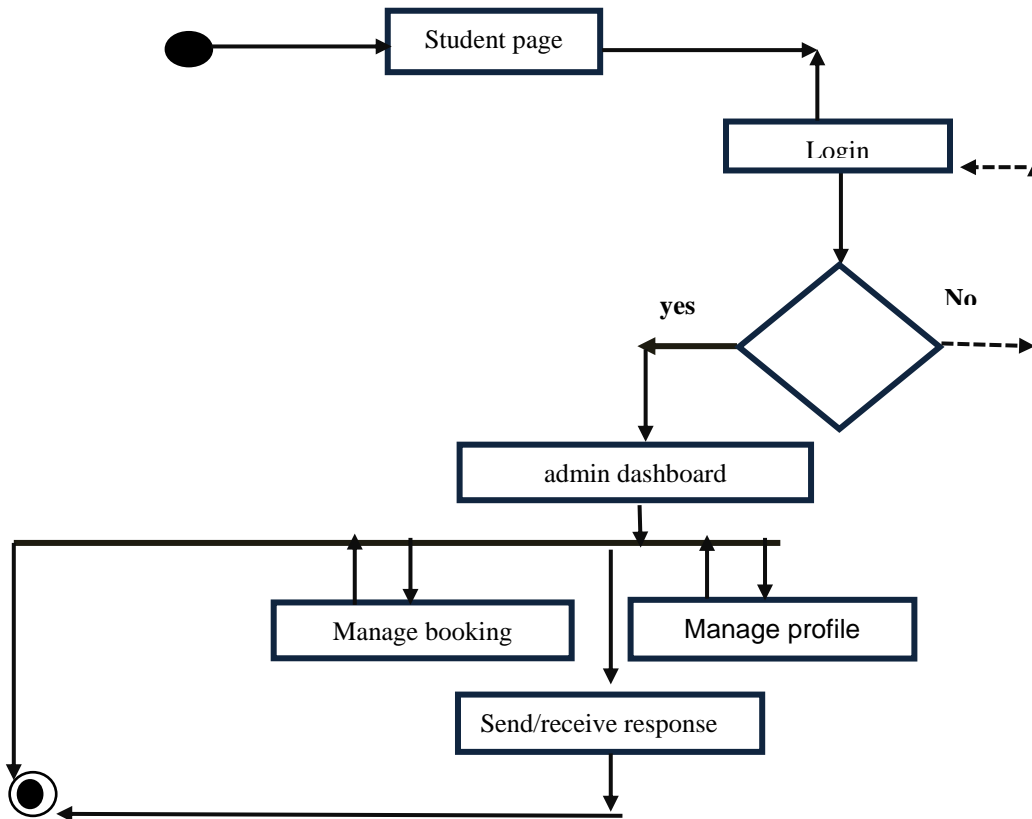 Student page
Login
yes
No
admin dashboard
Manage booking
Manage profile
Send/receive response